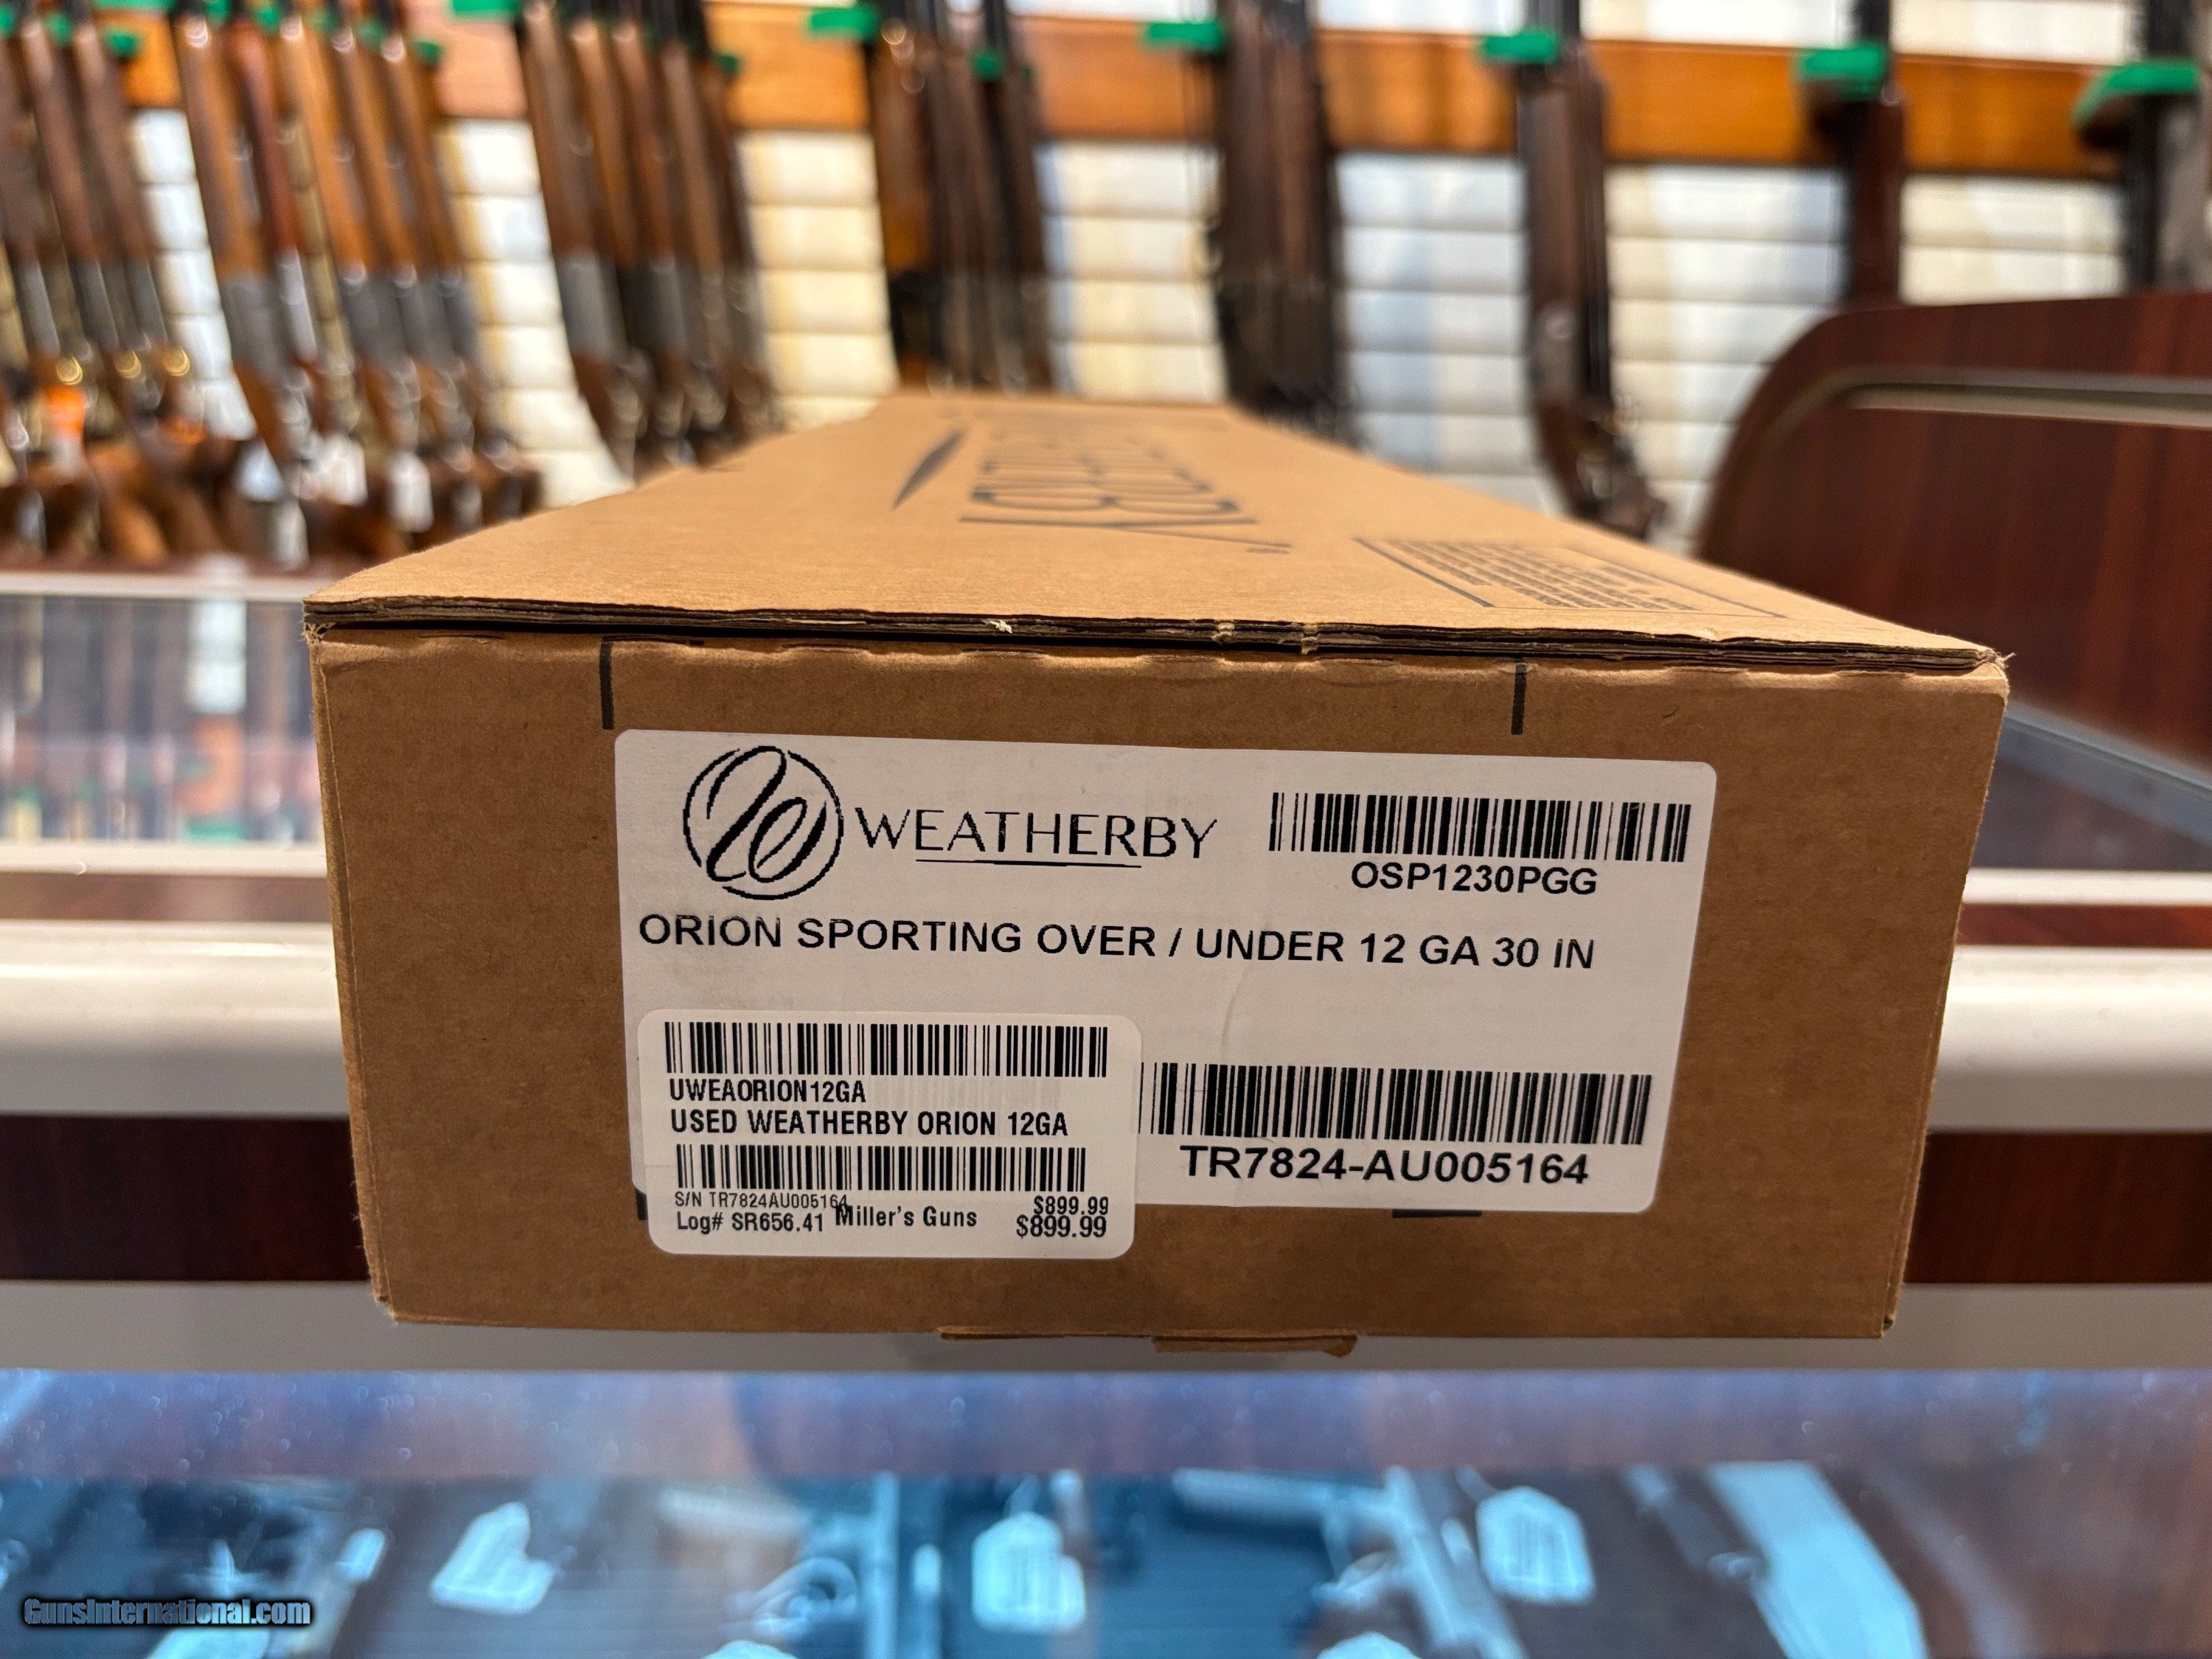 WEATHERBY
WEATHERBY
OSP1230PGG
ORION SPORTING OVER / UNDER 12 GA 30 IN
UWEAORION12GA
USED WEATHERBY ORION 12GA
TR7824-AU005164
S/N TR7824AU005164 $899.99
Log# SR656.41 Miller's Guns $899.99
GunsInternational.com